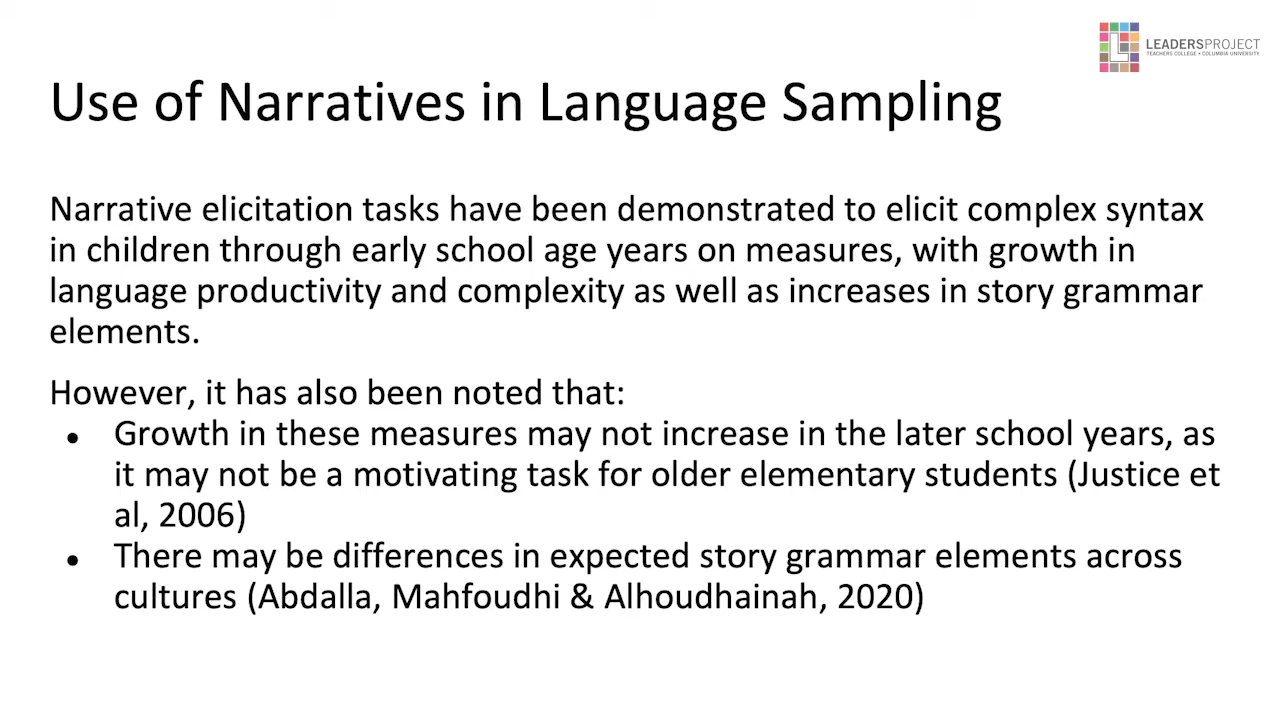 LEADERSPROJECT
TEACHERS COLLEGE • COLUMBIA UNIVERSITY
Use of Narratives in Language Sampling
Narrative elicitation tasks have been demonstrated to elicit complex syntax
in children through early school age years on measures, with growth in
language productivity and complexity as well as increases in story grammar
elements.
However, it has also been noted that:
● Growth in these measures may not increase in the later school years, as
it may not be a motivating task for older elementary students (Justice et
al, 2006)
● There may be differences in expected story grammar elements across
cultures (Abdalla, Mahfoudhi & Alhoudhainah, 2020)